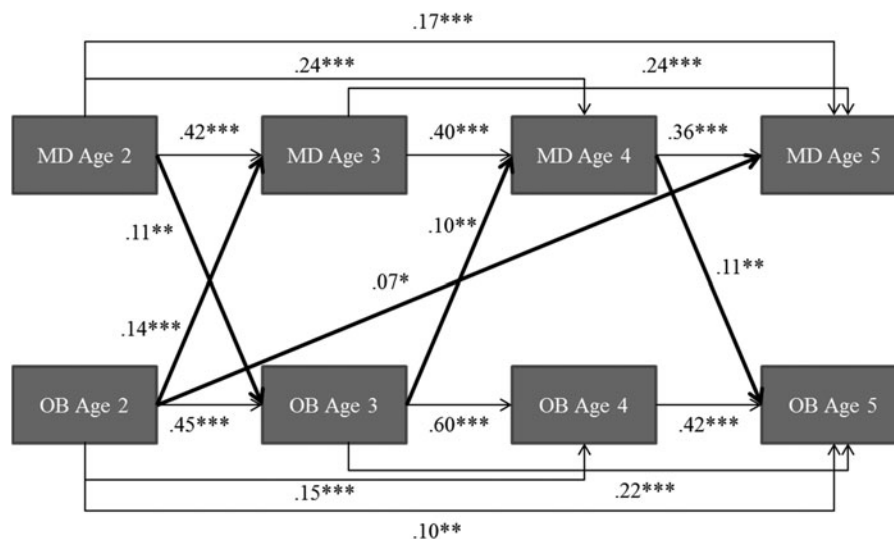 .17***
.24***
.24***
MD Age 2
.42***
MD Age 3
.40***
MD Age 4
.36***
MD Age 5
.11**
.10**
.07*
.11**
.14***
OB Age 2
.45***
OB Age 3
.60***
OB Age 4
.42***
OB Age 5
.15***
.22***
.10**